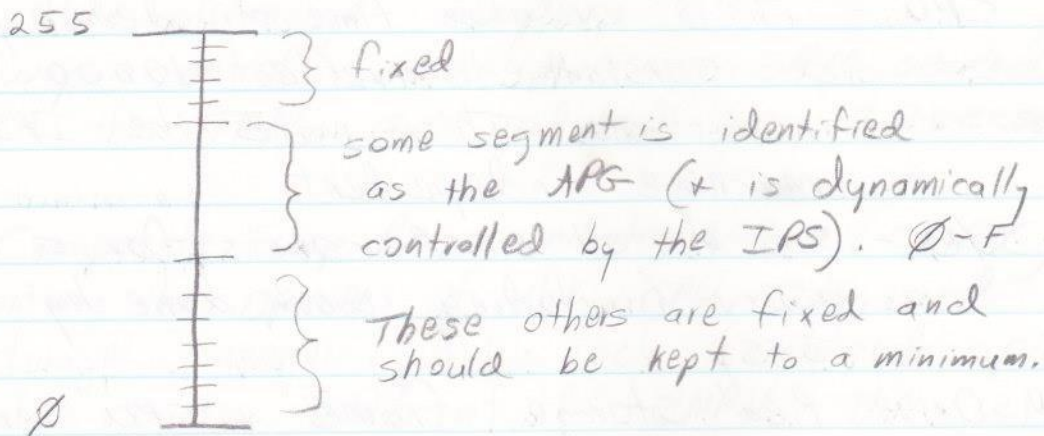 255
fixed
some segment is identified
as the APG (+ is dynamically
controlled by the IPS). Ø-F
These others are fixed and
should be kept to a minimum.
Ø